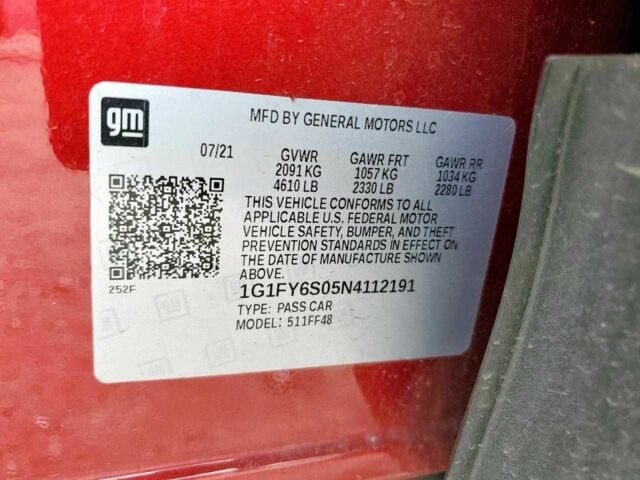 gm
MFD BY GENERAL MOTORS LLC
07/21 GVWR GAWR FRT GAWR RR
2091 KG 1057 KG 1034 KG
4610 LB 2330 LB 2280 LB
THIS VEHICLE CONFORMS TO ALL
APPLICABLE U.S. FEDERAL MOTOR
VEHICLE SAFETY, BUMPER, AND THEFT
PREVENTION STANDARDS IN EFFECT ON
THE DATE OF MANUFACTURE SHOWN
ABOVE.
252F
1G1FY6S05N4112191
TYPE: PASS CAR
MODEL: 511FF48